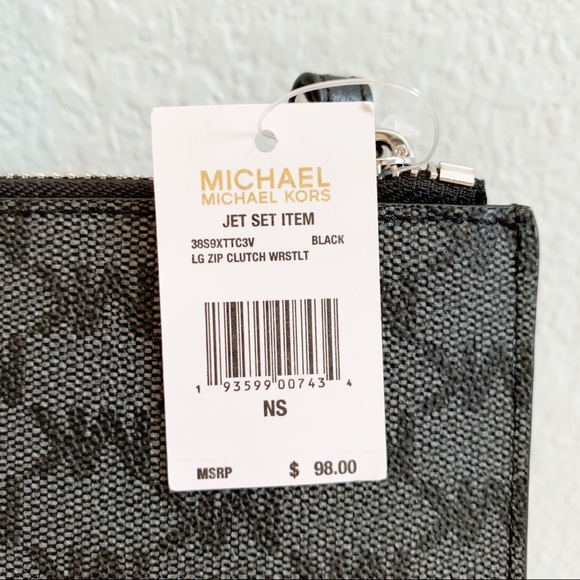 MICHAEL
MICHAEL KORS
JET SET ITEM
38S9XTTC3V BLACK
LG ZIP CLUTCH WRSTLT
1 93599 00743 4
NS
MSRP $ 98.00